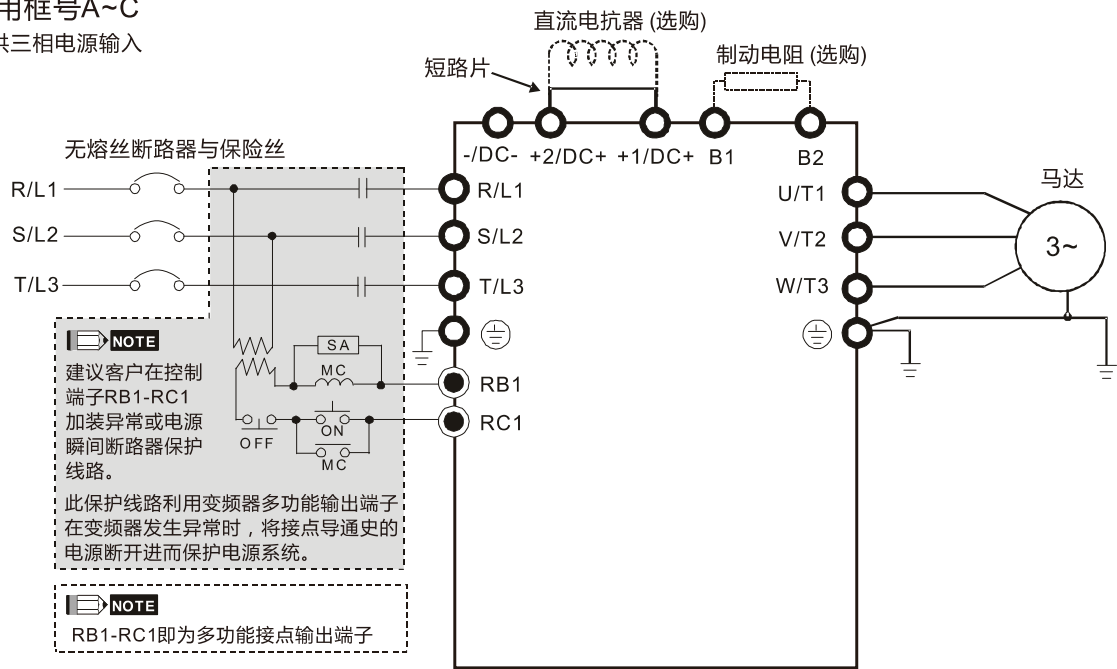 用框号A~C
供三相电源输入
直流电抗器 (选购)
制动电阻 (选购)
短路片
无熔丝断路器与保险丝
-/DC- +2/DC+ +1/DC+ B1 B2
马达
R/L1
R/L1
U/T1
S/L2
S/L2
V/T2
3~
T/L3
T/L3
W/T3
NOTE
建议客户在控制
端子RB1-RC1
加装异常或电源
瞬间断路器保护
线路。
SA
MC
RB1
RC1
OFF
ON
MC
此保护线路利用变频器多功能输出端子
在变频器发生异常时，将接点导通史的
电源断开进而保护电源系统。
NOTE
RB1-RC1即为多功能接点输出端子